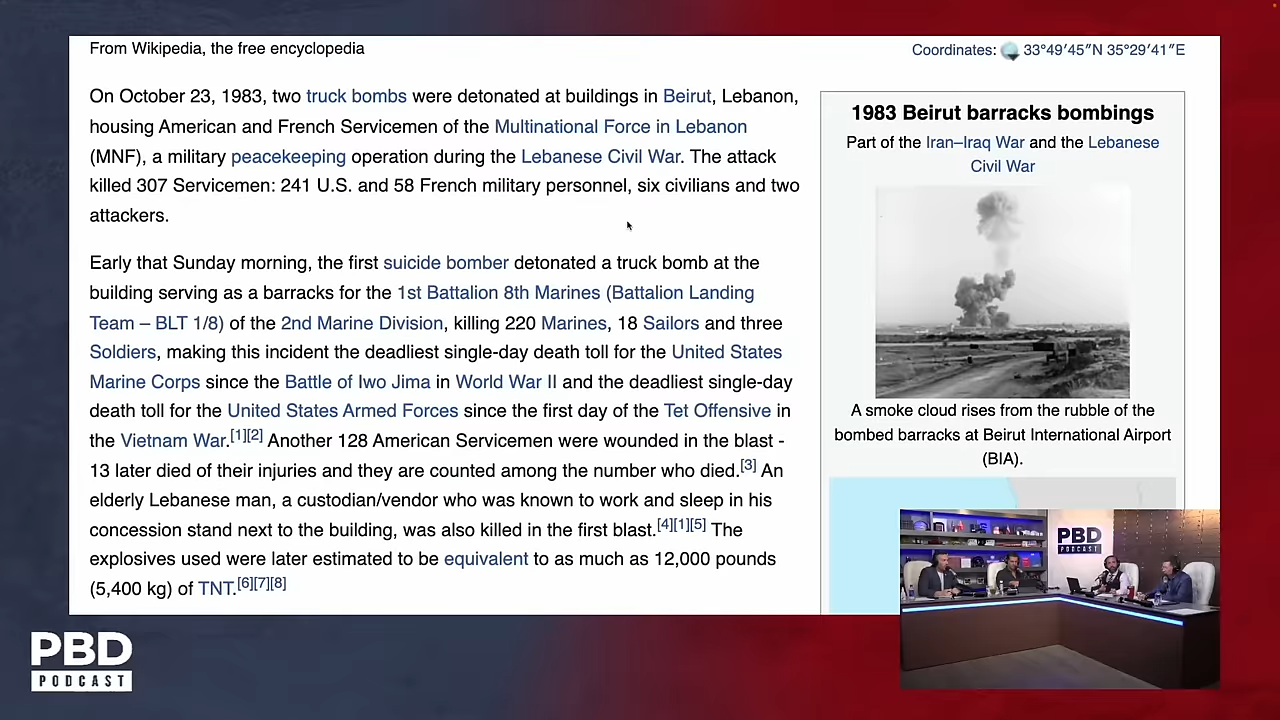 From Wikipedia, the free encyclopedia
Coordinates: 33°49′45″N 35°29′41″E
On October 23, 1983, two truck bombs were detonated at buildings in Beirut, Lebanon,
housing American and French Servicemen of the Multinational Force in Lebanon
(MNF), a military peacekeeping operation during the Lebanese Civil War. The attack
killed 307 Servicemen: 241 U.S. and 58 French military personnel, six civilians and two
attackers.
Early that Sunday morning, the first suicide bomber detonated a truck bomb at the
building serving as a barracks for the 1st Battalion 8th Marines (Battalion Landing
Team – BLT 1/8) of the 2nd Marine Division, killing 220 Marines, 18 Sailors and three
Soldiers, making this incident the deadliest single-day death toll for the United States
Marine Corps since the Battle of Iwo Jima in World War II and the deadliest single-day
death toll for the United States Armed Forces since the first day of the Tet Offensive in
the Vietnam War.[1][2] Another 128 American Servicemen were wounded in the blast -
13 later died of their injuries and they are counted among the number who died.[3] An
elderly Lebanese man, a custodian/vendor who was known to work and sleep in his
concession stand next to the building, was also killed in the first blast.[4][1][5] The
explosives used were later estimated to be equivalent to as much as 12,000 pounds
(5,400 kg) of TNT.[6][7][8]
1983 Beirut barracks bombings
Part of the Iran–Iraq War and the Lebanese
Civil War
A smoke cloud rises from the rubble of the
bombed barracks at Beirut International Airport
(BIA).
PBD
PODCAST
PBD
PODCAST